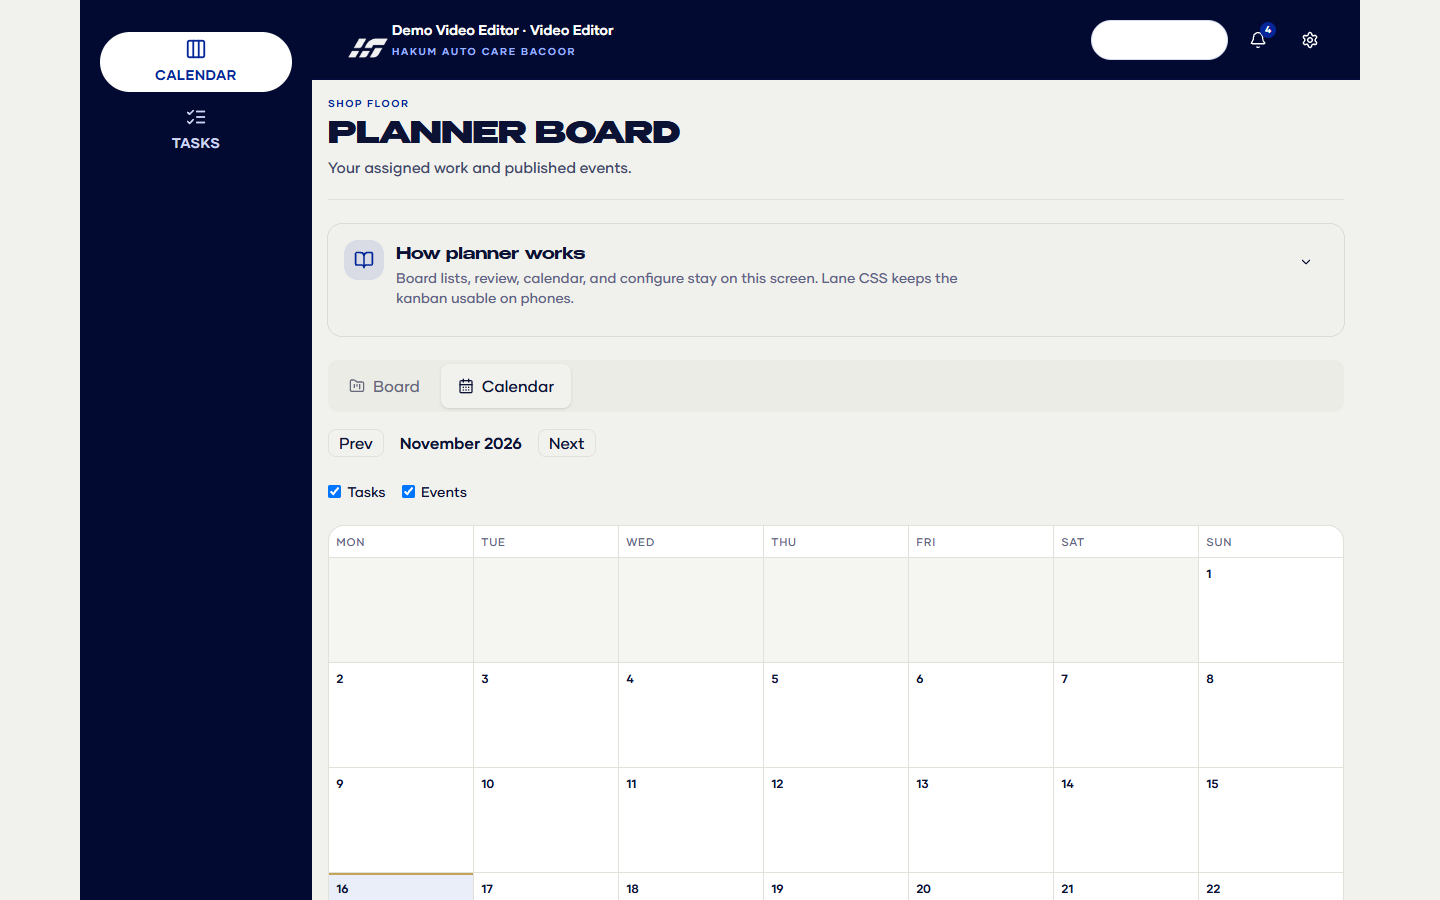 CALENDAR
TASKS
Demo Video Editor · Video Editor
HAKUM AUTO CARE BACOOR
4
SHOP FLOOR
PLANNER BOARD
Your assigned work and published events.
How planner works
Board lists, review, calendar, and configure stay on this screen. Lane CSS keeps the
kanban usable on phones.
Board
Calendar
Prev
November 2026
Next
Tasks
Events
MON TUE WED THU FRI SAT SUN
1
2 3 4 5 6 7 8
9 10 11 12 13 14 15
16 17 18 19 20 21 22